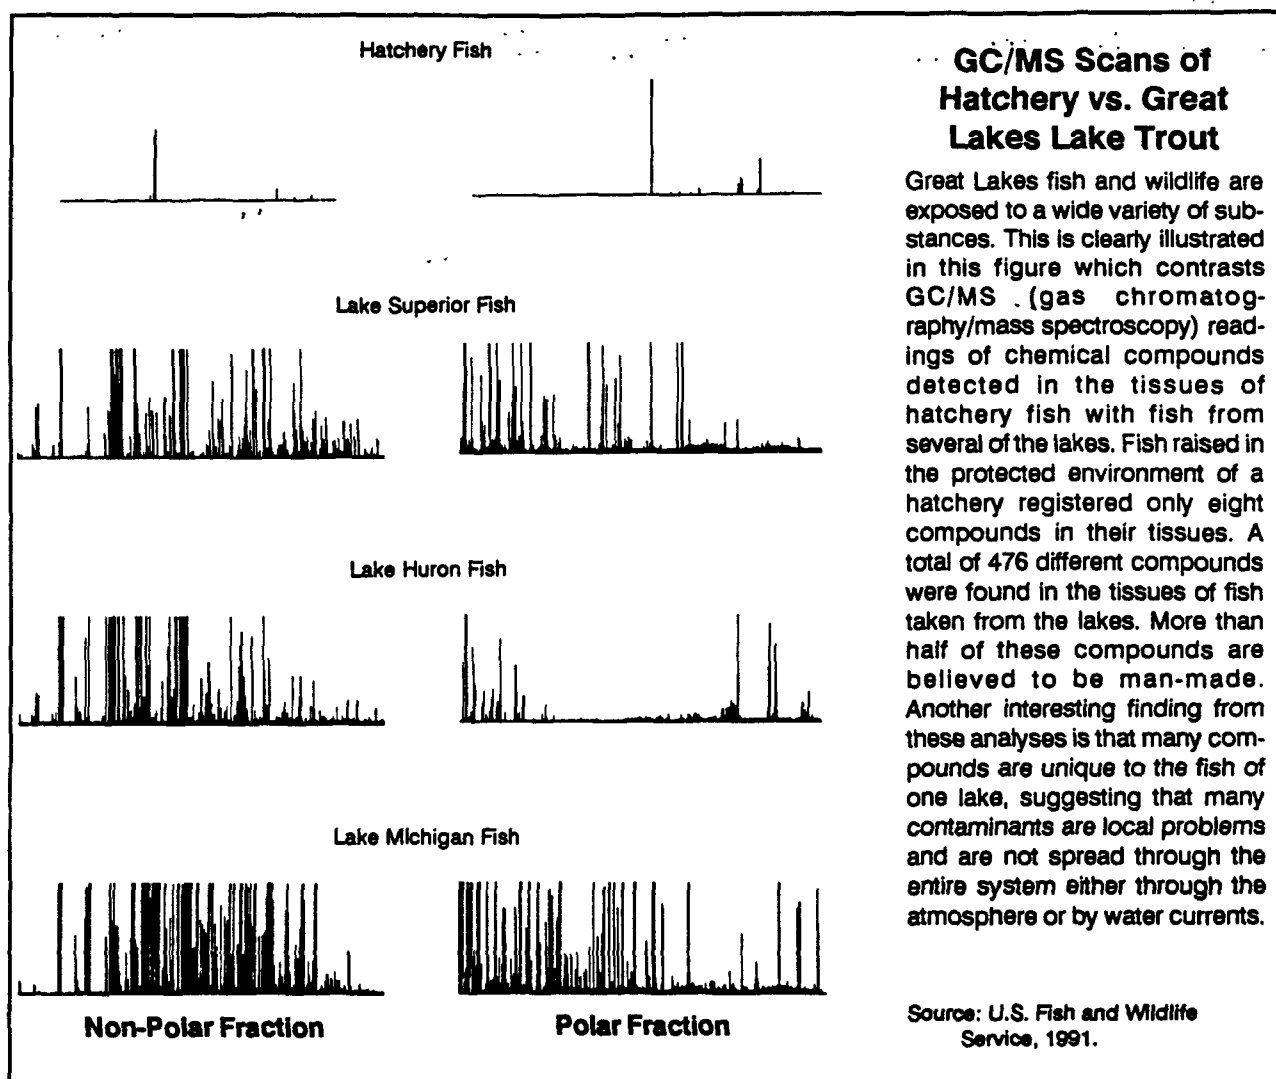 Hatchery Fish
Lake Superior Fish
Lake Huron Fish
Lake Michigan Fish
Non-Polar Fraction
Polar Fraction
GC/MS Scans of
Hatchery vs. Great
Lakes Lake Trout
Great Lakes fish and wildlife are
exposed to a wide variety of sub-
stances. This is clearly illustrated
in this figure which contrasts
GC/MS (gas chromatog-
raphy/mass spectroscopy) read-
ings of chemical compounds
detected in the tissues of
hatchery fish with fish from
several of the lakes. Fish raised in
the protected environment of a
hatchery registered only eight
compounds in their tissues. A
total of 476 different compounds
were found in the tissues of fish
taken from the lakes. More than
half of these compounds are
believed to be man-made.
Another interesting finding from
these analyses is that many com-
pounds are unique to the fish of
one lake, suggesting that many
contaminants are local problems
and are not spread through the
entire system either through the
atmosphere or by water currents.
Source: U.S. Fish and Wildlife
Service, 1991.